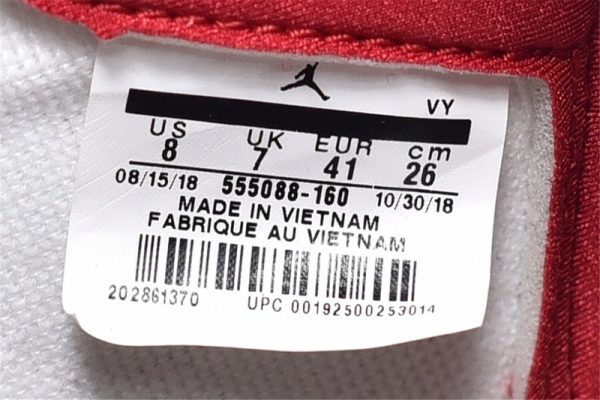 VY
US UK EUR cm
8 7 41 26
08/15/18 555088-160 10/30/18
MADE IN VIETNAM
FABRIQUE AU VIETNAM
202861370 UPC 00192500253014